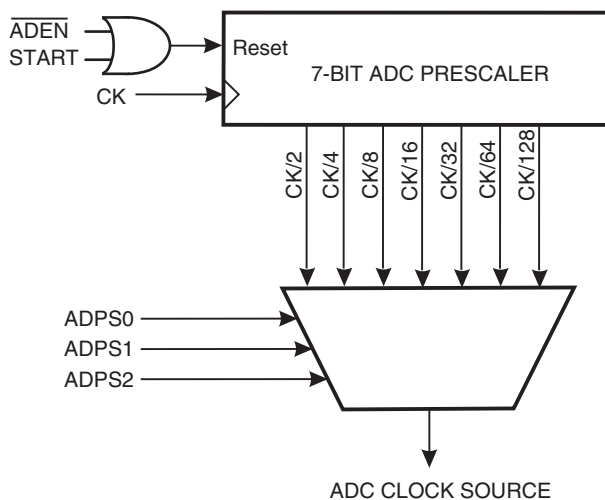 A̅D̅E̅N̅
START
Reset
7-BIT ADC PRESCALER
CK
CK/2
CK/4
CK/8
CK/16
CK/32
CK/64
CK/128
ADPS0
ADPS1
ADPS2
ADC CLOCK SOURCE